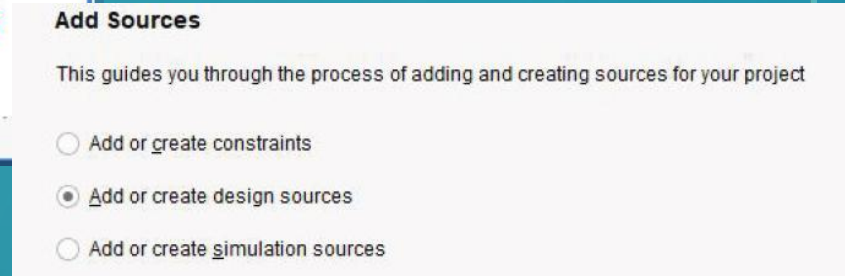 Add Sources
This guides you through the process of adding and creating sources for your project
Add or create constraints
Add or create design sources
Add or create simulation sources